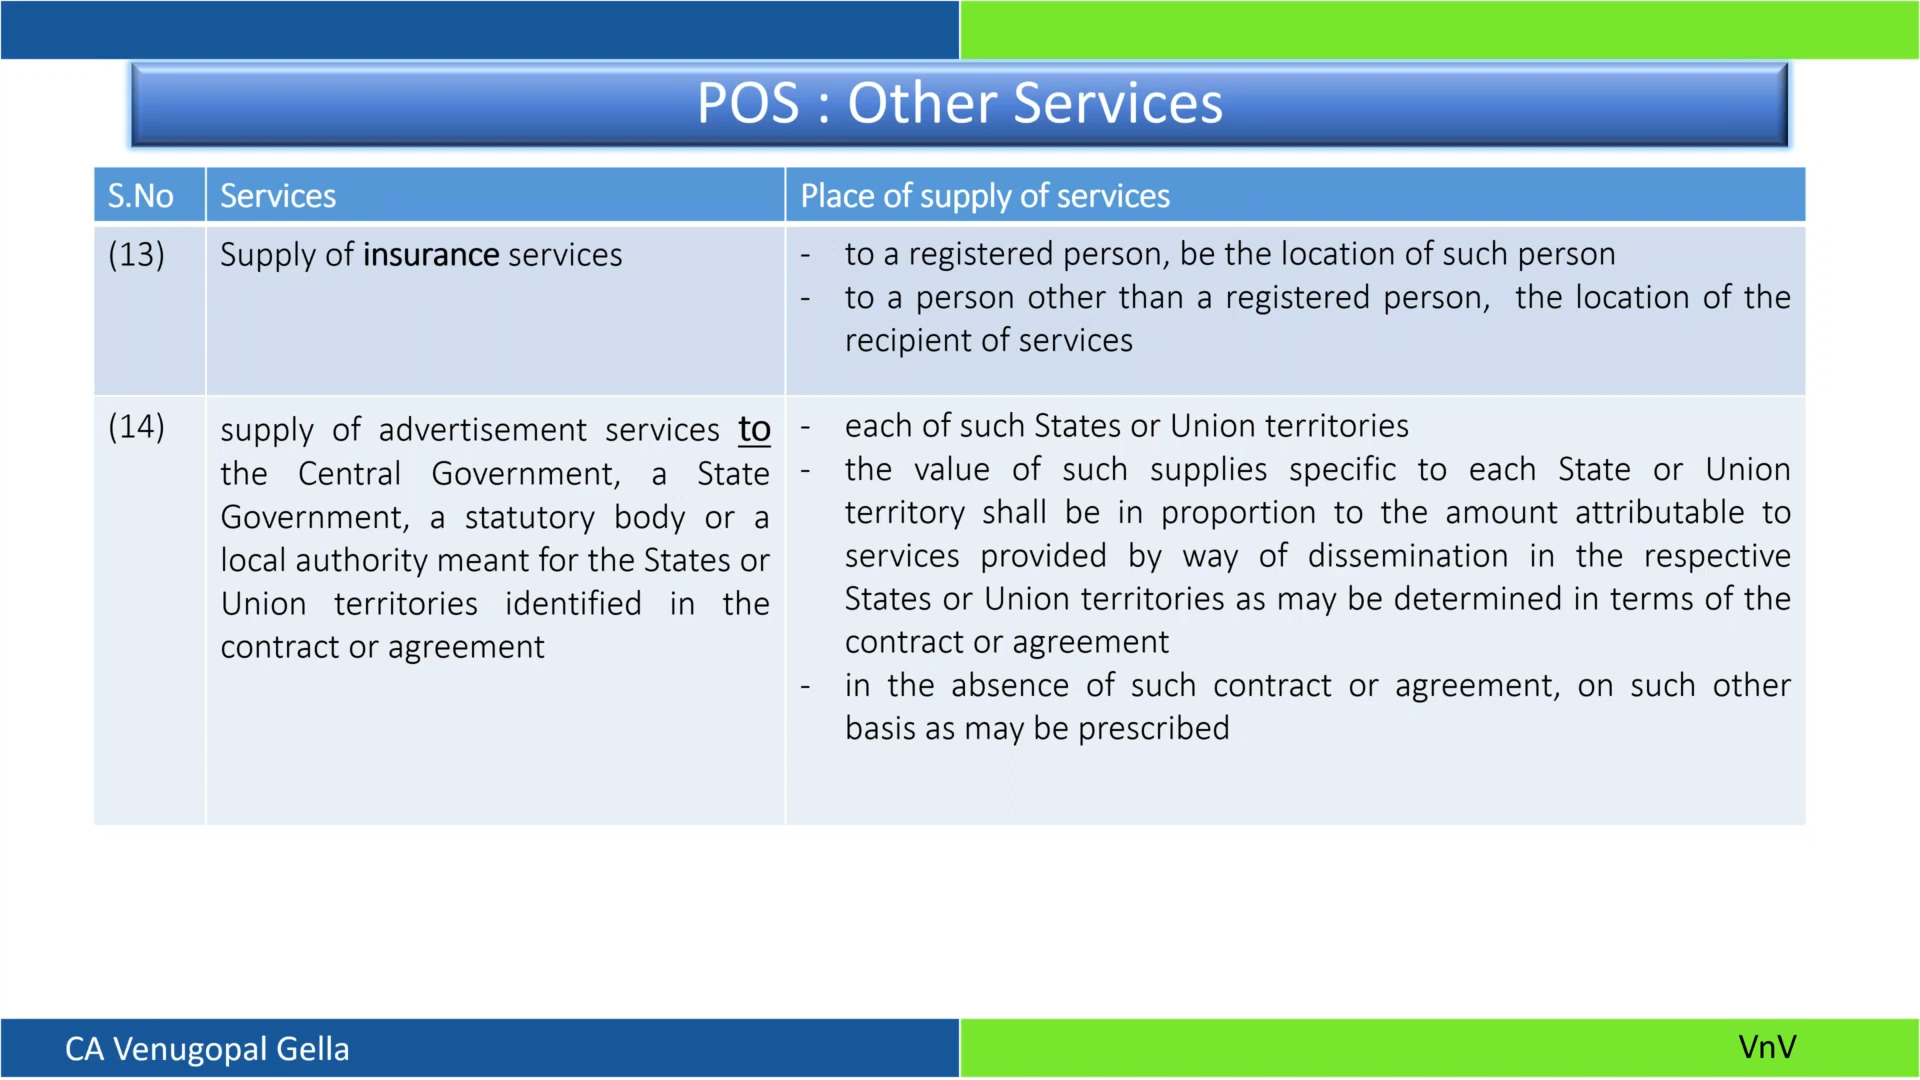 POS : Other Services
S.No
Services
Place of supply of services
(13)
Supply of insurance services
- to a registered person, be the location of such person
- to a person other than a registered person, the location of the
recipient of services
(14)
supply of advertisement services to
the Central Government, a State
Government, a statutory body or a
local authority meant for the States or
Union territories identified in the
contract or agreement
- each of such States or Union territories
- the value of such supplies specific to each State or Union
territory shall be in proportion to the amount attributable to
services provided by way of dissemination in the respective
States or Union territories as may be determined in terms of the
contract or agreement
- in the absence of such contract or agreement, on such other
basis as may be prescribed
CA Venugopal Gella
VnV